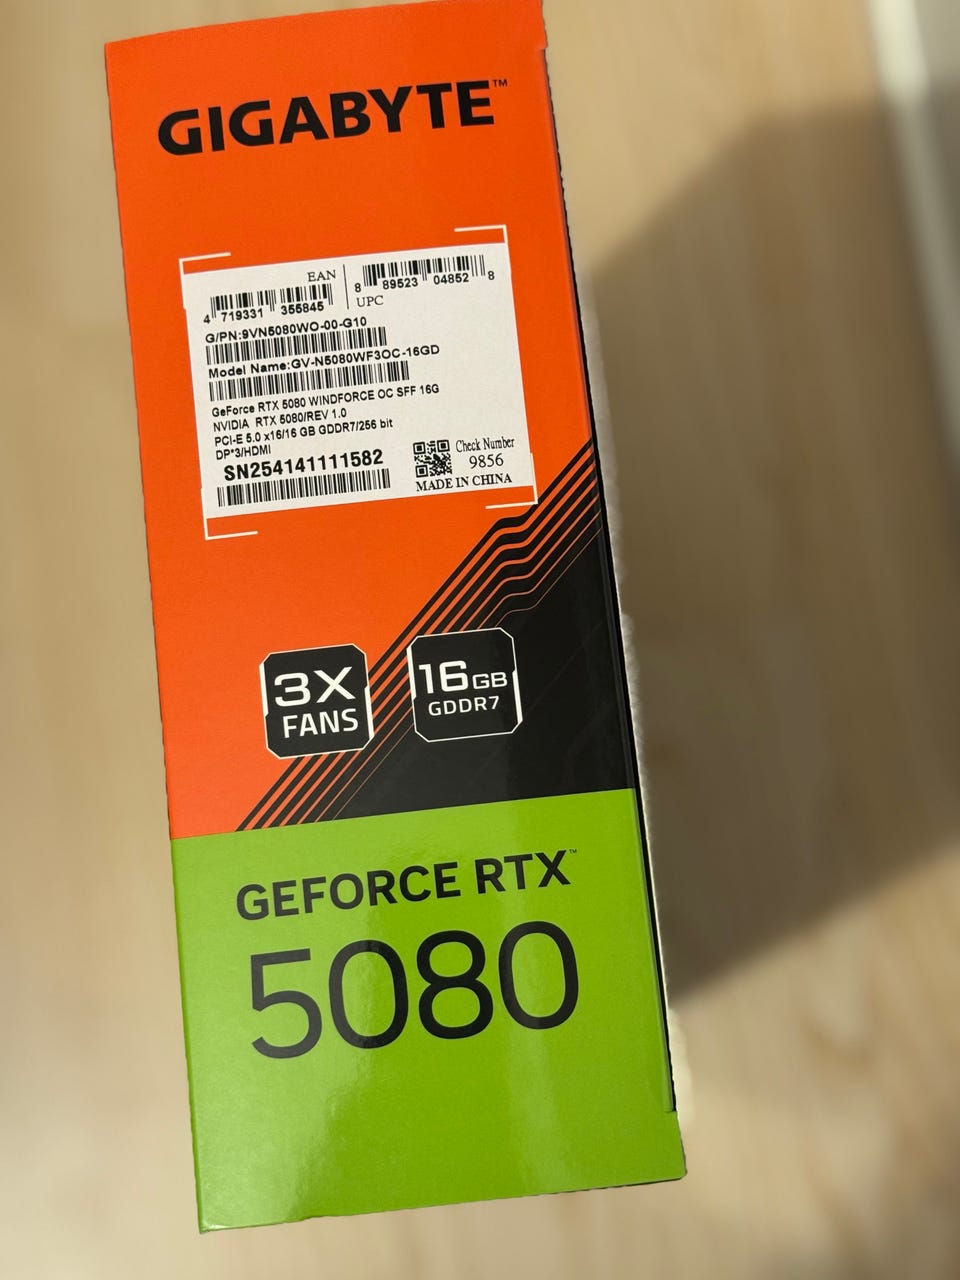 GIGABYTE™
EAN
4 719331 355845
8 89523 04852 8
UPC
G/PN:9VN5080WO-00-G10
Model Name:GV-N5080WF3OC-16GD
GeForce RTX 5080 WINDFORCE OC SFF 16G
NVIDIA RTX 5080/REV 1.0
PCI-E 5.0 x16/16 GB GDDR7/256 bit
DP*3/HDMI
SN254141111582
Check Number
9856
MADE IN CHINA
3X
FANS
16GB
GDDR7
GEFORCE RTX™
5080